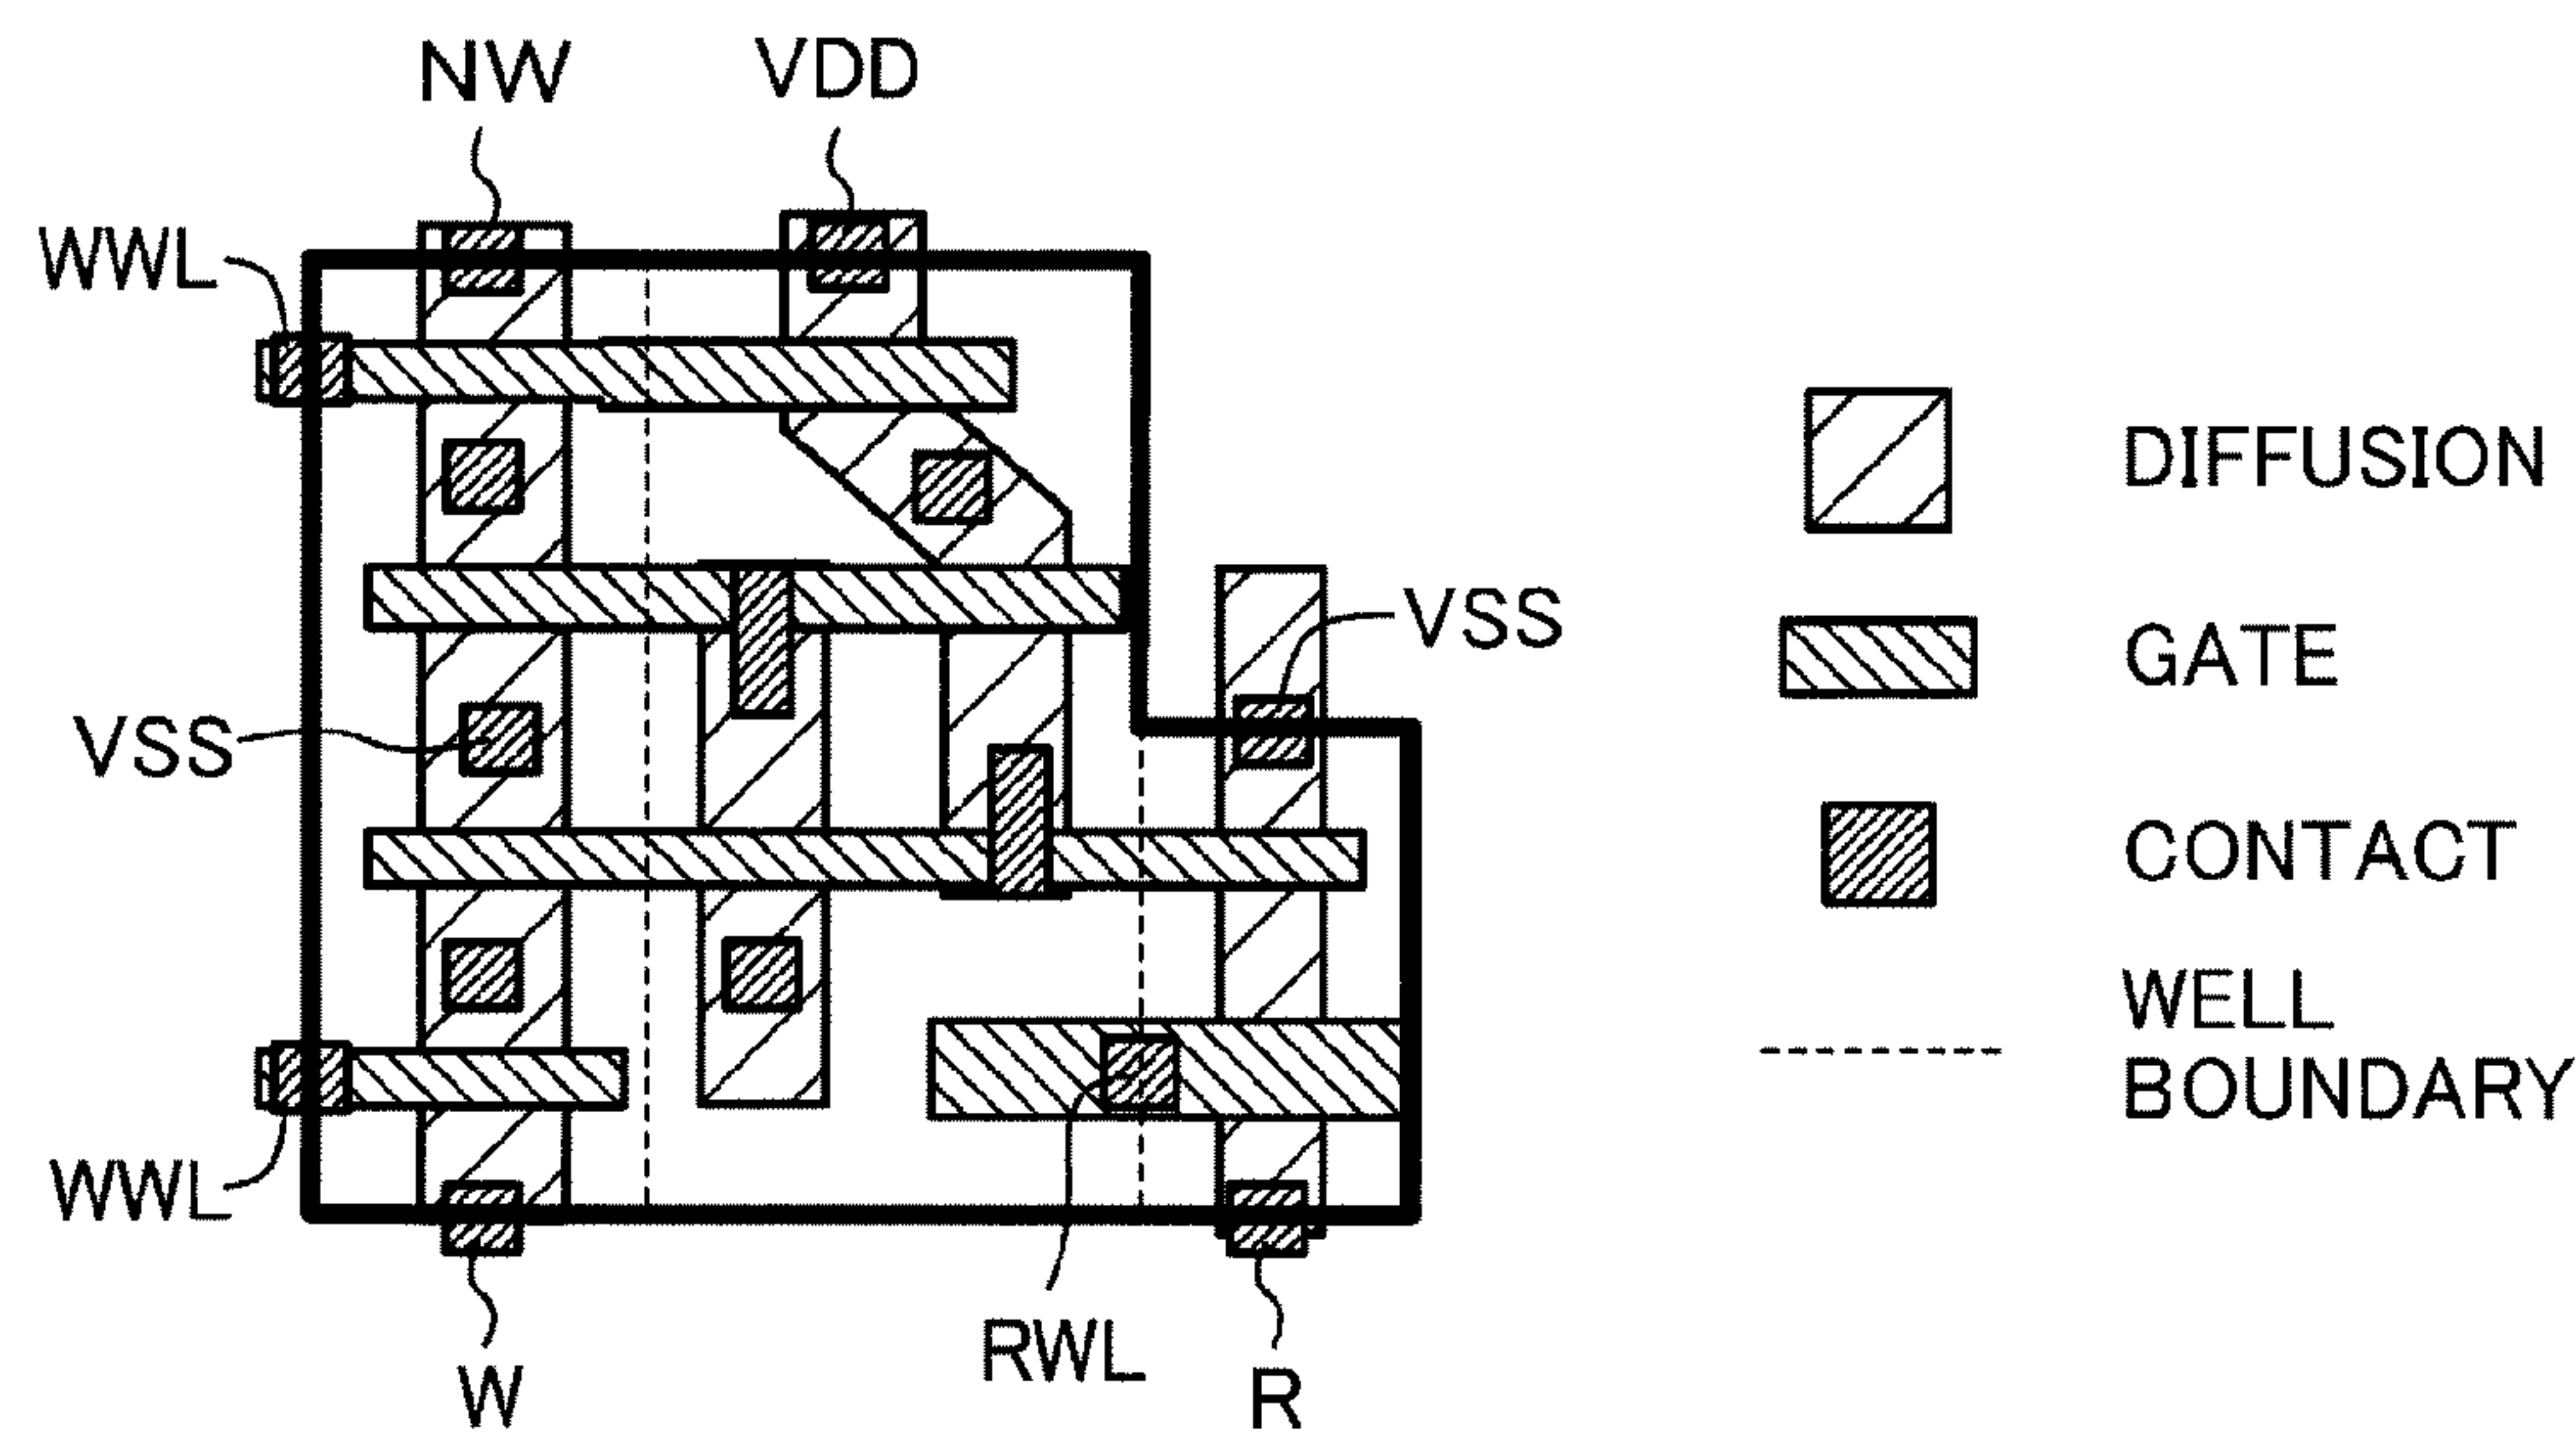 NW
VDD
WWL
VSS
VSS
WWL
W
RWL
R
DIFFUSION
GATE
CONTACT
WELL
BOUNDARY